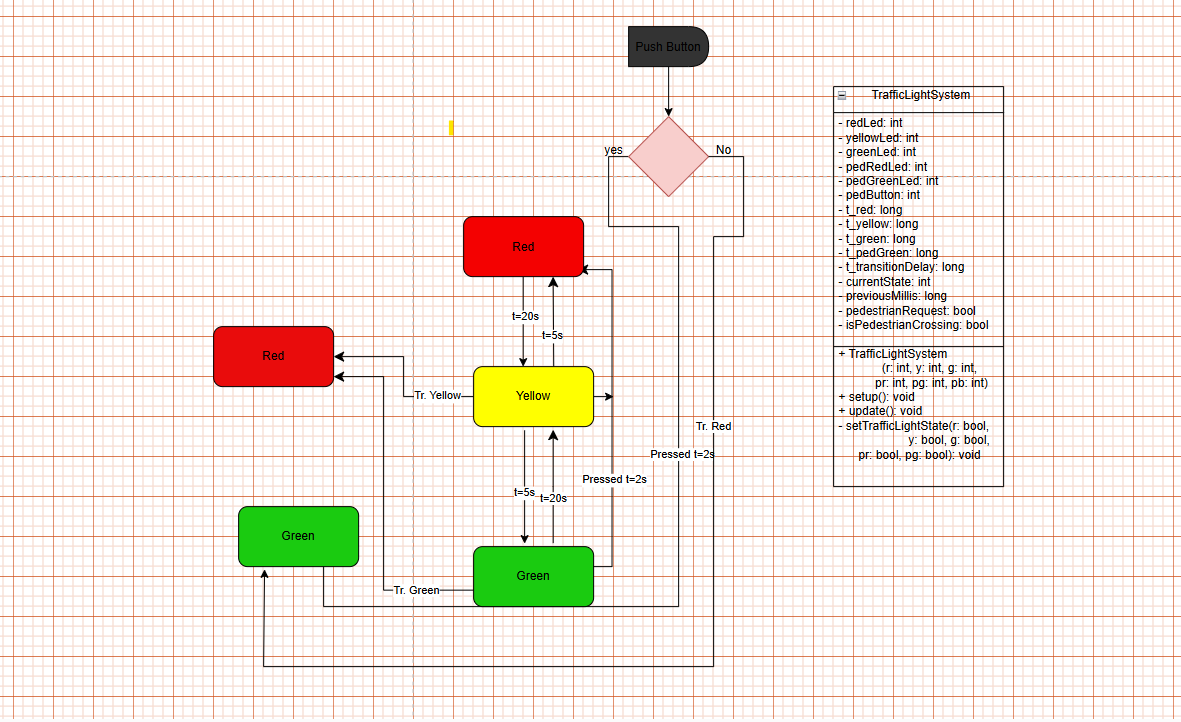 Push Button
yes
No
Red
t=20s
t=5s
Red
Tr. Yellow
Yellow
Tr. Red
Pressed t=2s
Pressed t=2s
t=5s
t=20s
Green
Green
Tr. Green
TrafficLightSystem
- redLed: int
- yellowLed: int
- greenLed: int
- pedRedLed: int
- pedGreenLed: int
- pedButton: int
- t_red: long
- t_yellow: long
- t_green: long
- t_pedGreen: long
- t_transitionDelay: long
- currentState: int
- previousMillis: long
- pedestrianRequest: bool
- isPedestrianCrossing: bool
+ TrafficLightSystem
(r: int, y: int, g: int,
pr: int, pg: int, pb: int)
+ setup(): void
+ update(): void
- setTrafficLightState(r: bool,
y: bool, g: bool,
pr: bool, pg: bool): void